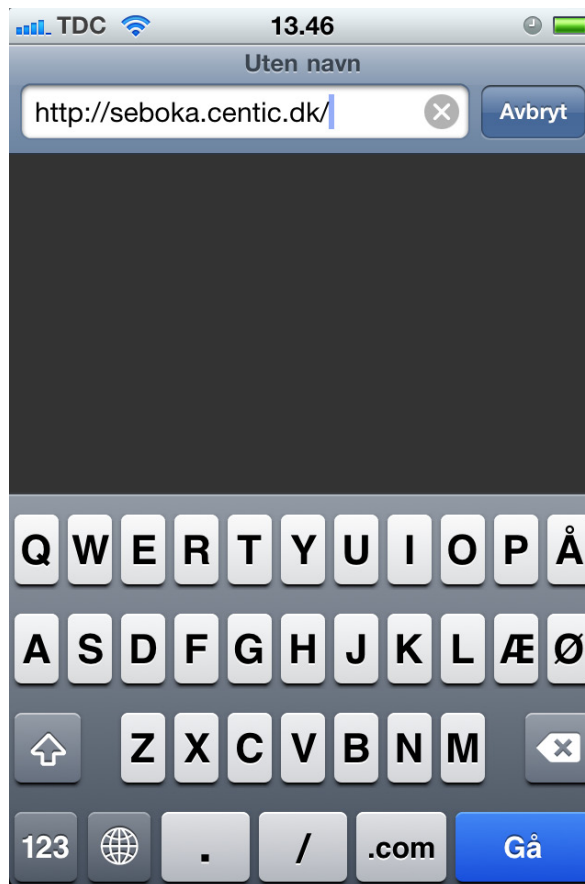 TDC 13.46
Uten navn
http://seboka.centic.dk/ Avbryt
Q W E R T Y U I O P Å
A S D F G H J K L Æ Ø
Z X C V B N M
123 . / .com Gå